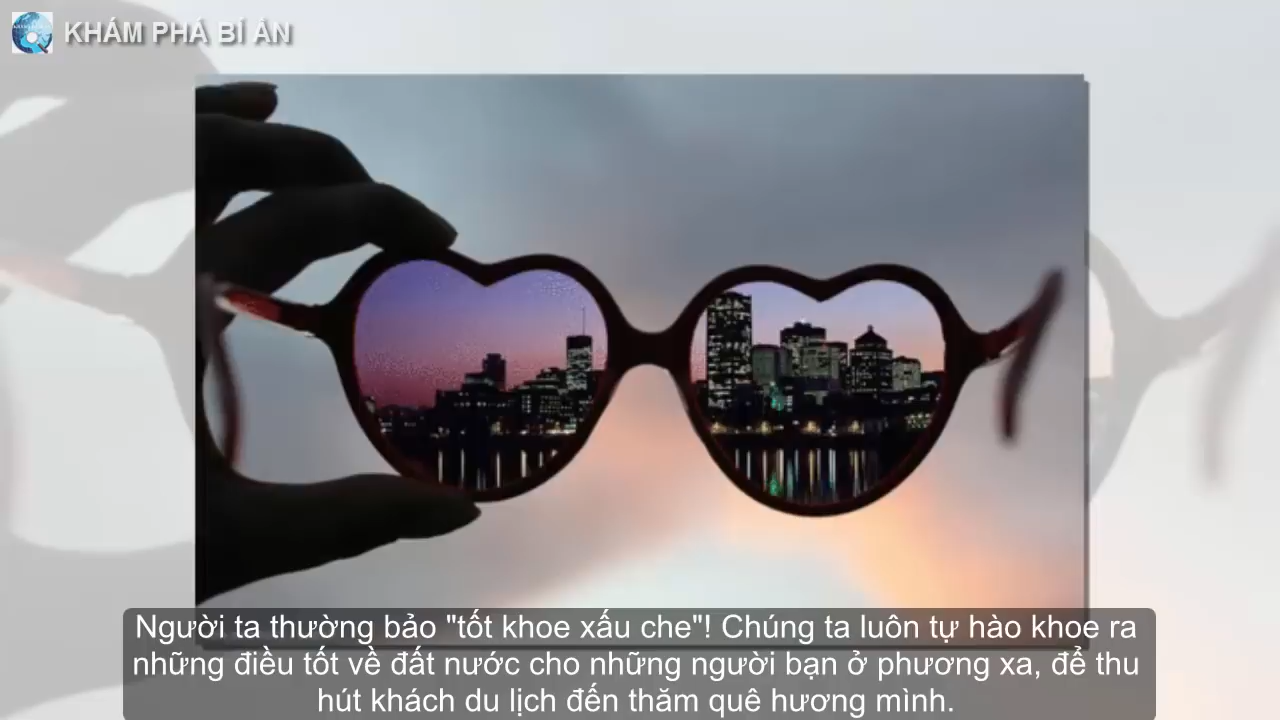 KHÁM PHÁ BÍ ẨN
Người ta thường bảo "tốt khoe xấu che"! Chúng ta luôn tự hào khoe ra
những điều tốt về đất nước cho những người bạn ở phương xa, để thu
hút khách du lịch đến thăm quê hương mình.